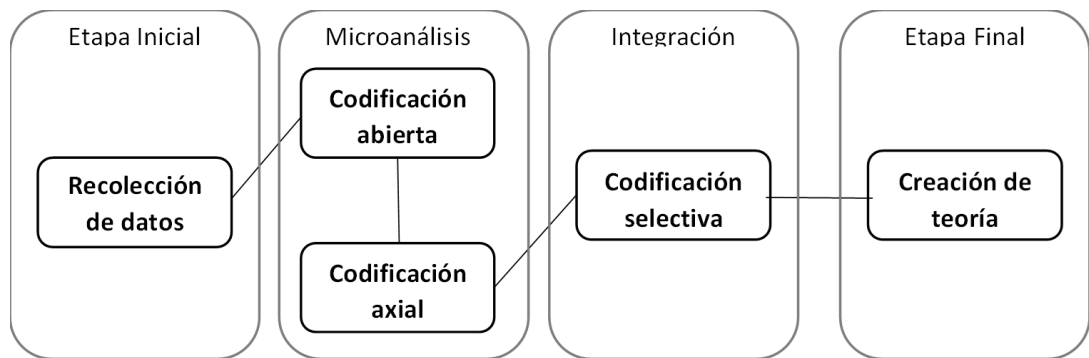 Etapa Inicial
Microanálisis
Integración
Etapa Final
Recolección
de datos
Codificación
abierta
Codificación
axial
Codificación
selectiva
Creación de
teoría